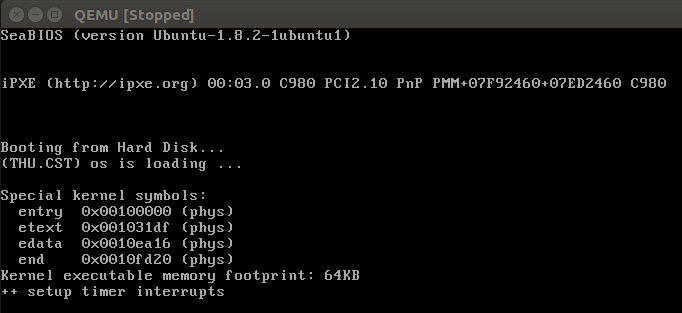 QEMU [Stopped]
SeaBIOS (version Ubuntu-1.8.2-1ubuntu1)
iPXE (http://ipxe.org) 00:03.0 C980 PCI2.10 PnP PMM+07F92460+07ED2460 C980
Booting from Hard Disk...
(THU.CST) os is loading ...
Special kernel symbols:
  entry  0x00100000 (phys)
  etext  0x001031df (phys)
  edata  0x0010ea16 (phys)
  end    0x0010fd20 (phys)
Kernel executable memory footprint: 64KB
++ setup timer interrupts